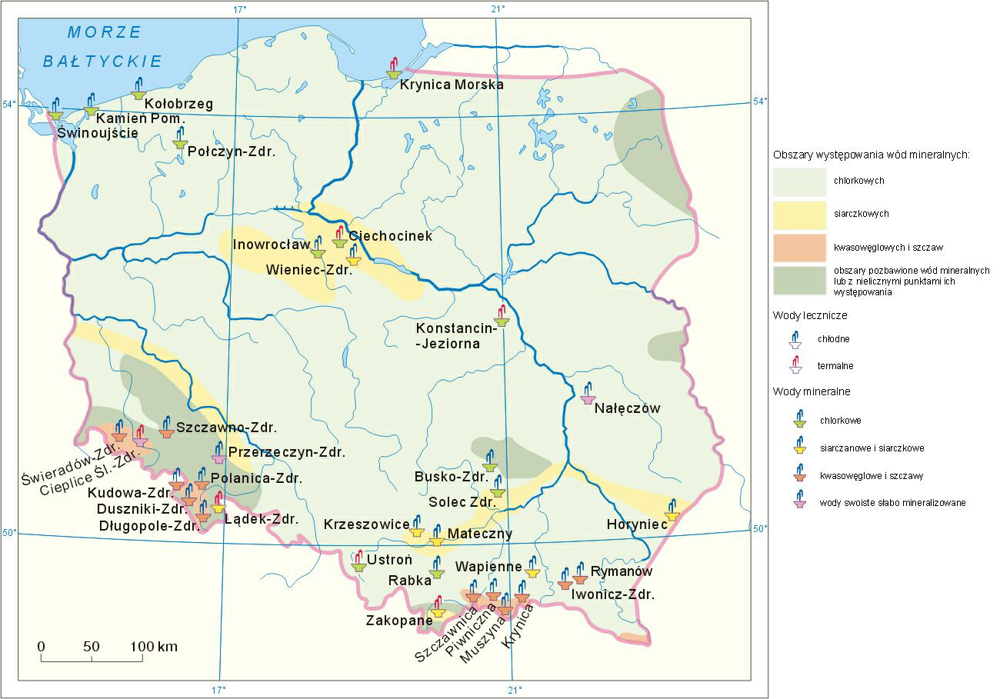 17°
21°
MORZE
BAŁTYCKIE
54°
54°
Krynica Morska
Kołobrzeg
Kamień Pom.
Świnoujście
Połczyn-Zdr.
Ciechocinek
Inowrocław
Wieniec-Zdr.
Konstancin-
-Jeziorna
Nałęczów
Szczawno-Zdr.
Świeradów-Zdr.
Cieplice Śl.-Zdr.
Przerzeczyn-Zdr.
Polanica-Zdr.
Kudowa-Zdr.
Duszniki-Zdr.
Długopole-Zdr.
Lądek-Zdr.
Busko-Zdr.
Solec Zdr.
Krzeszowice
Mateczny
Horyniec
50°
50°
Ustroń
Rabka
Wapienne
Rymanów
Iwonicz-Zdr.
Zakopane
Szczawnica
Piwniczna
Muszyna
Krynica
0 50 100 km
17°
21°
Obszary występowania wód mineralnych:
chlorkowych
siarczkowych
kwasowęglowych i szczaw
obszary pozbawione wód mineralnych
lub z nielicznymi punktami ich
występowania
Wody lecznicze
chłodne
termalne
Wody mineralne
chlorkowe
siarczanowe i siarczkowe
kwasowęglowe i szczawy
wody swoiste słabo mineralizowane